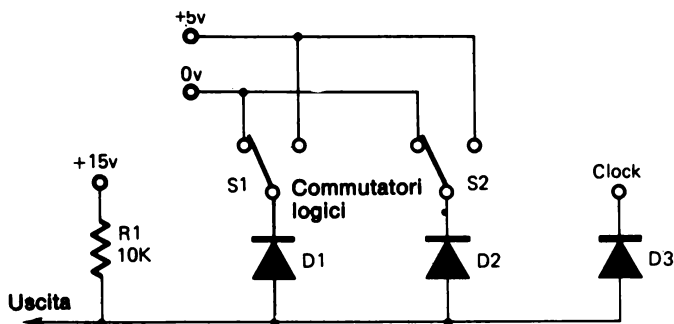 +5v
0v
+15v
S1
Commutatori
logici
S2
Clock
R1
10K
D1
D2
D3
Uscita